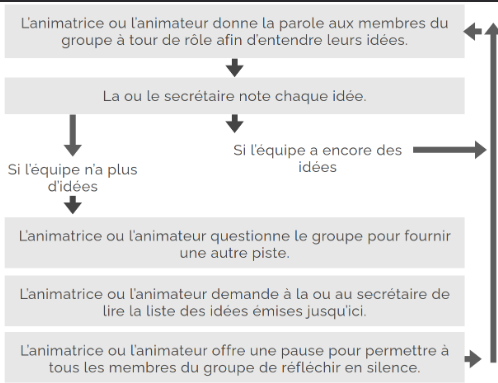 L'animatrice ou l'animateur donne la parole aux membres du
groupe à tour de rôle afin d'entendre leurs idées.
La ou le secrétaire note chaque idée.
Si l'équipe a encore des
idées
Si l'équipe n'a plus
d'idées
L'animatrice ou l'animateur questionne le groupe pour fournir
une autre piste.
L'animatrice ou l'animateur demande à la ou au secrétaire de
lire la liste des idées émises jusqu'ici.
L'animatrice ou l'animateur offre une pause pour permettre à
tous les membres du groupe de réfléchir en silence.